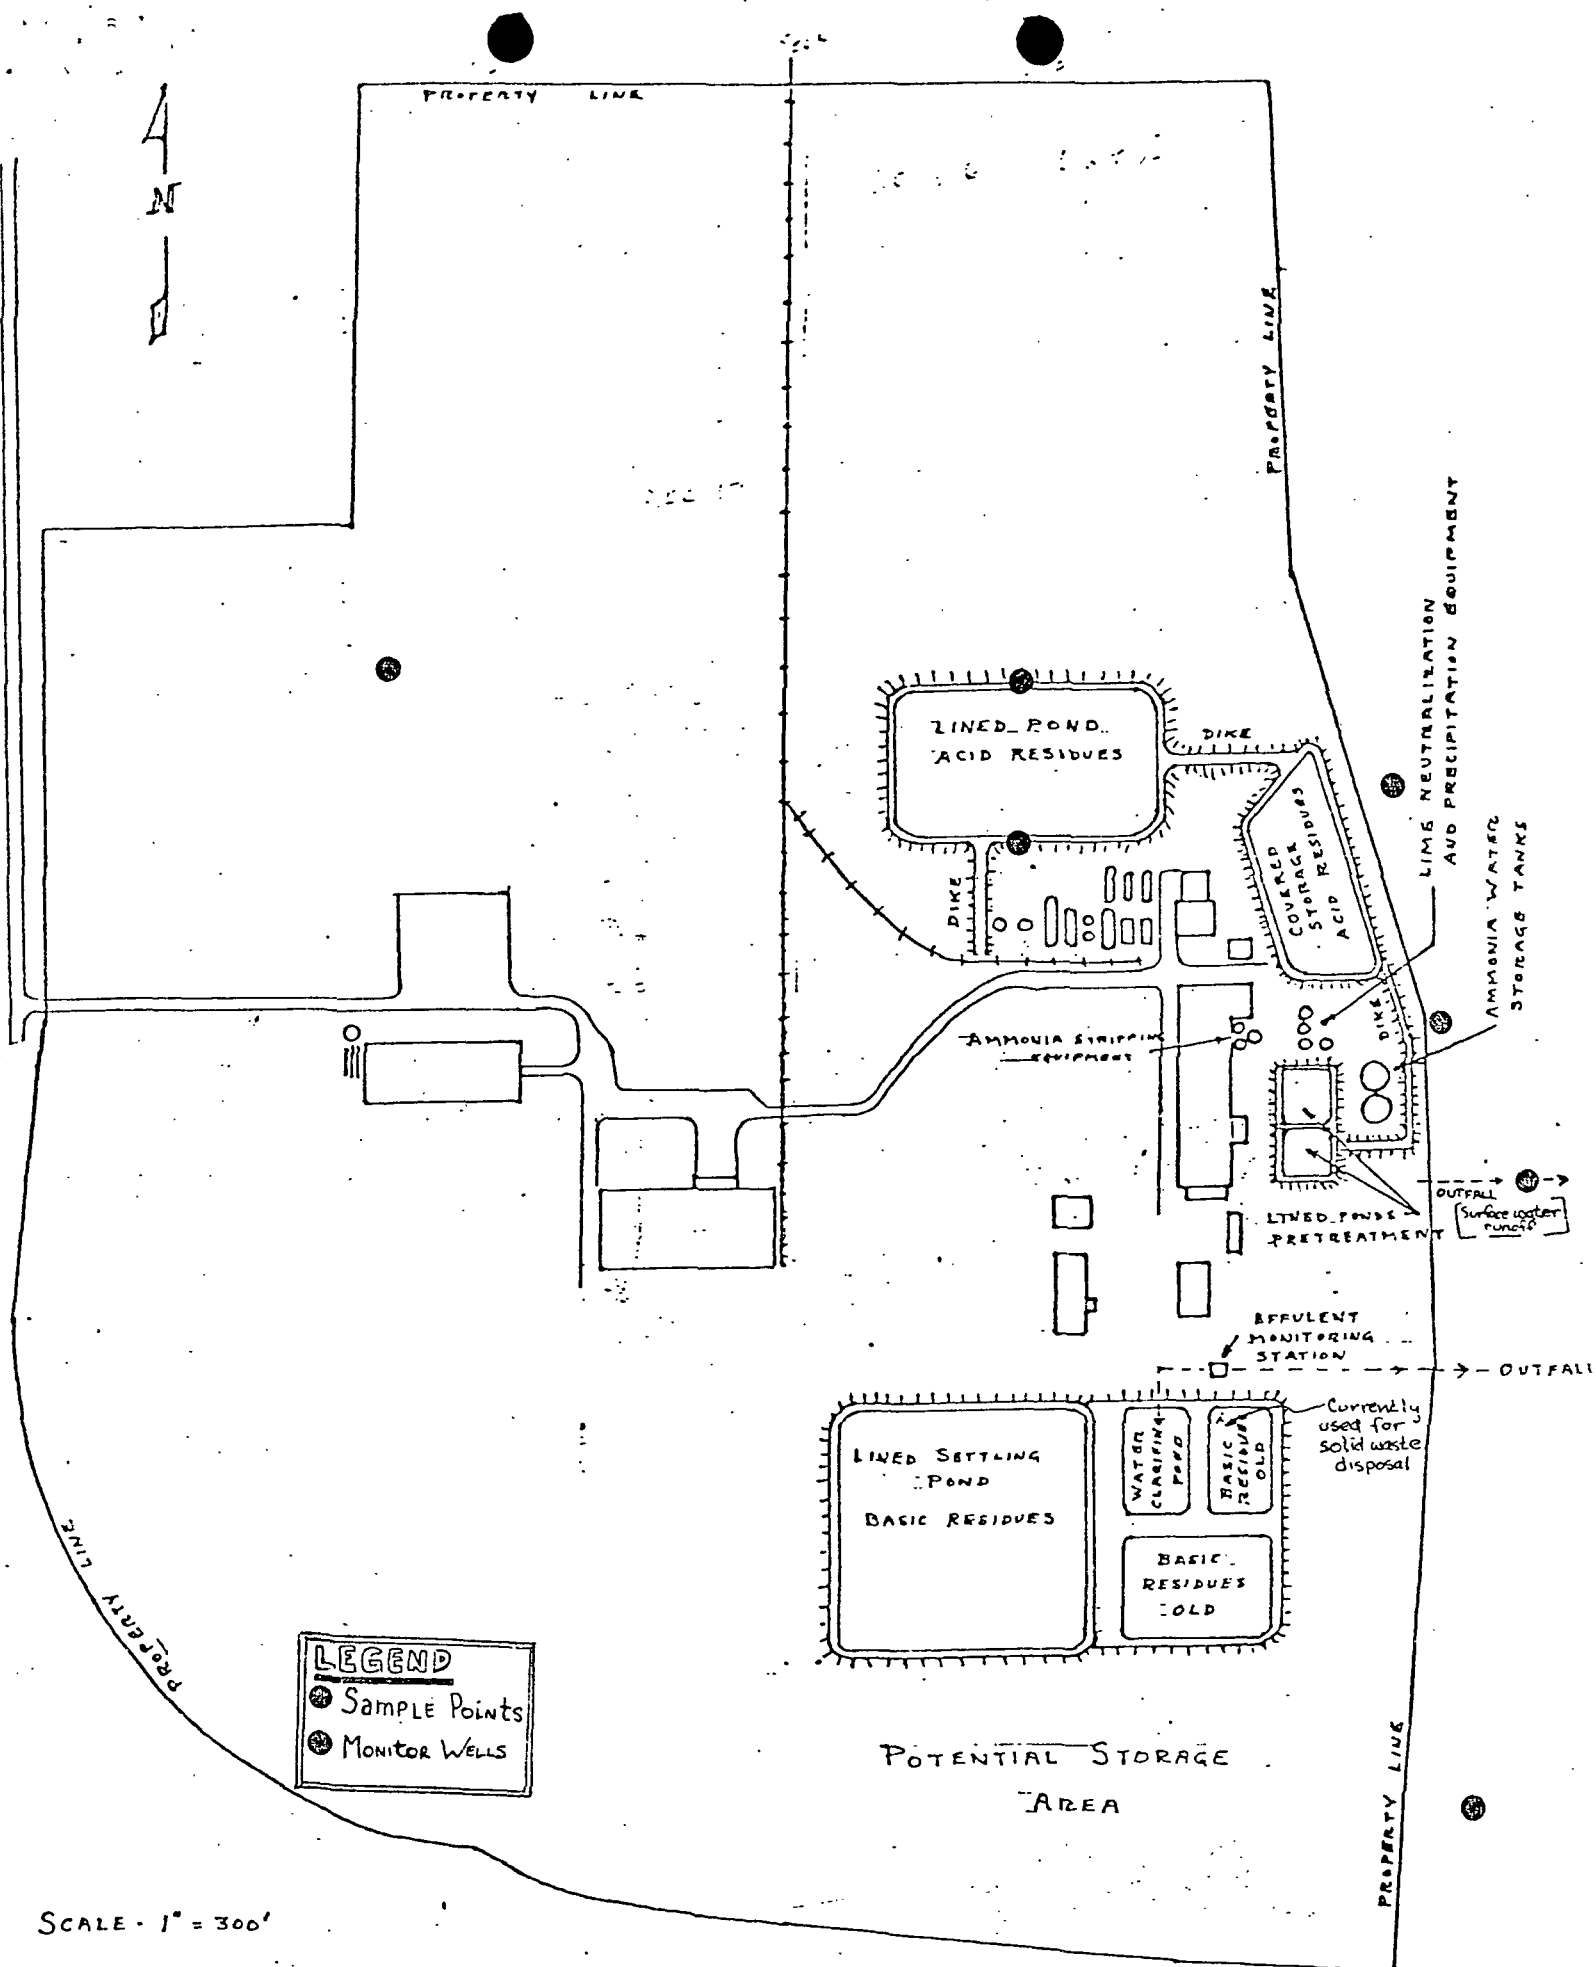 PROPERTY LINE
N
PROPERTY LINE
LIME NEUTRALIZATION
AND PRECIPITATION EQUIPMENT
LINED POND
ACID RESIDUES
DIKE
COVERED
STORAGE
ACID RESIDUES
AMMONIA WATER
STORAGE TANKS
DIKE
DIKE
AMMONIA STRIPPING
EQUIPMENT
OUTFALL
[Surface water
runoff]
LINED PONDS
PRETREATMENT
EFFULENT
MONITORING
STATION
OUTFALL
Currently
used for
solid waste
disposal
LINED SETTLING
POND
BASIC RESIDUES
WATER
CLARIFING
POND
BASIC
RESIDUE
OLD
BASIC
RESIDUES
OLD
PROPERTY LINE
LEGEND
SAMPLE POINTS
MONITOR WELLS
POTENTIAL STORAGE
AREA
PROPERTY LINE
SCALE - 1" = 300'